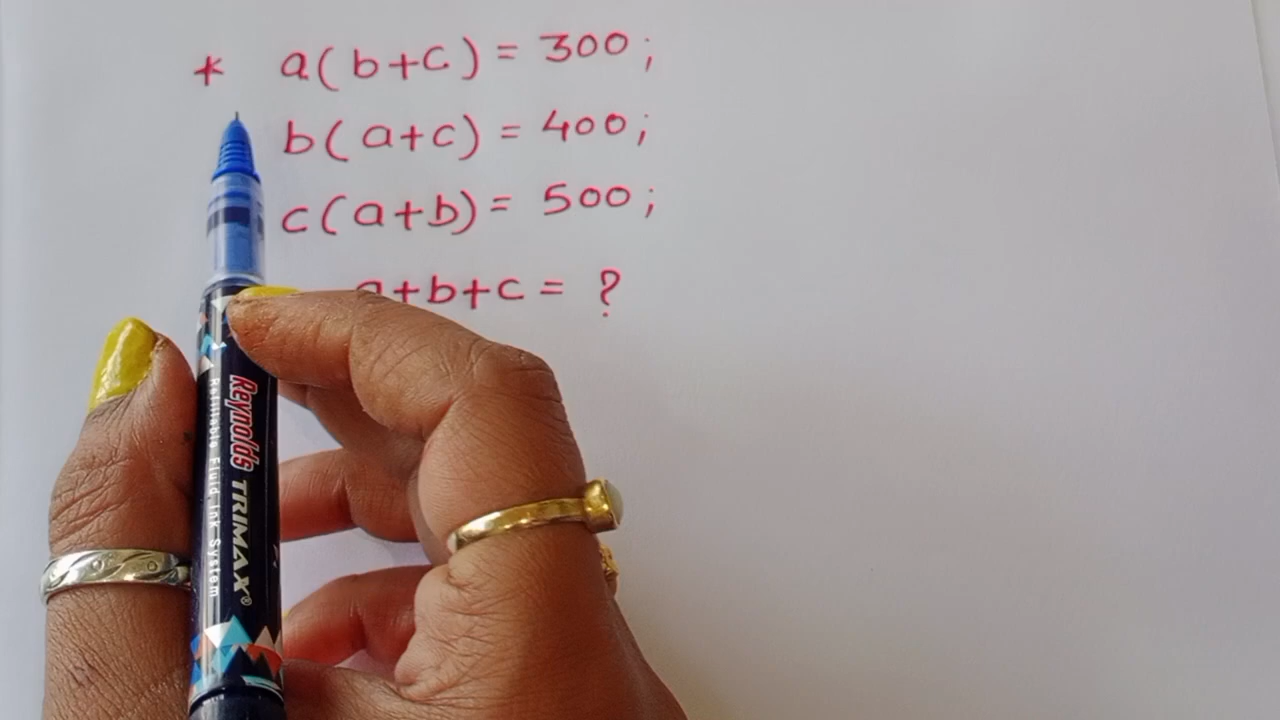 * a(b+c) = 300;
b(a+c) = 400;
c(a+b) = 500;
a+b+c = ?
Reynolds TRIMAX®
Refillable Fluid Ink System